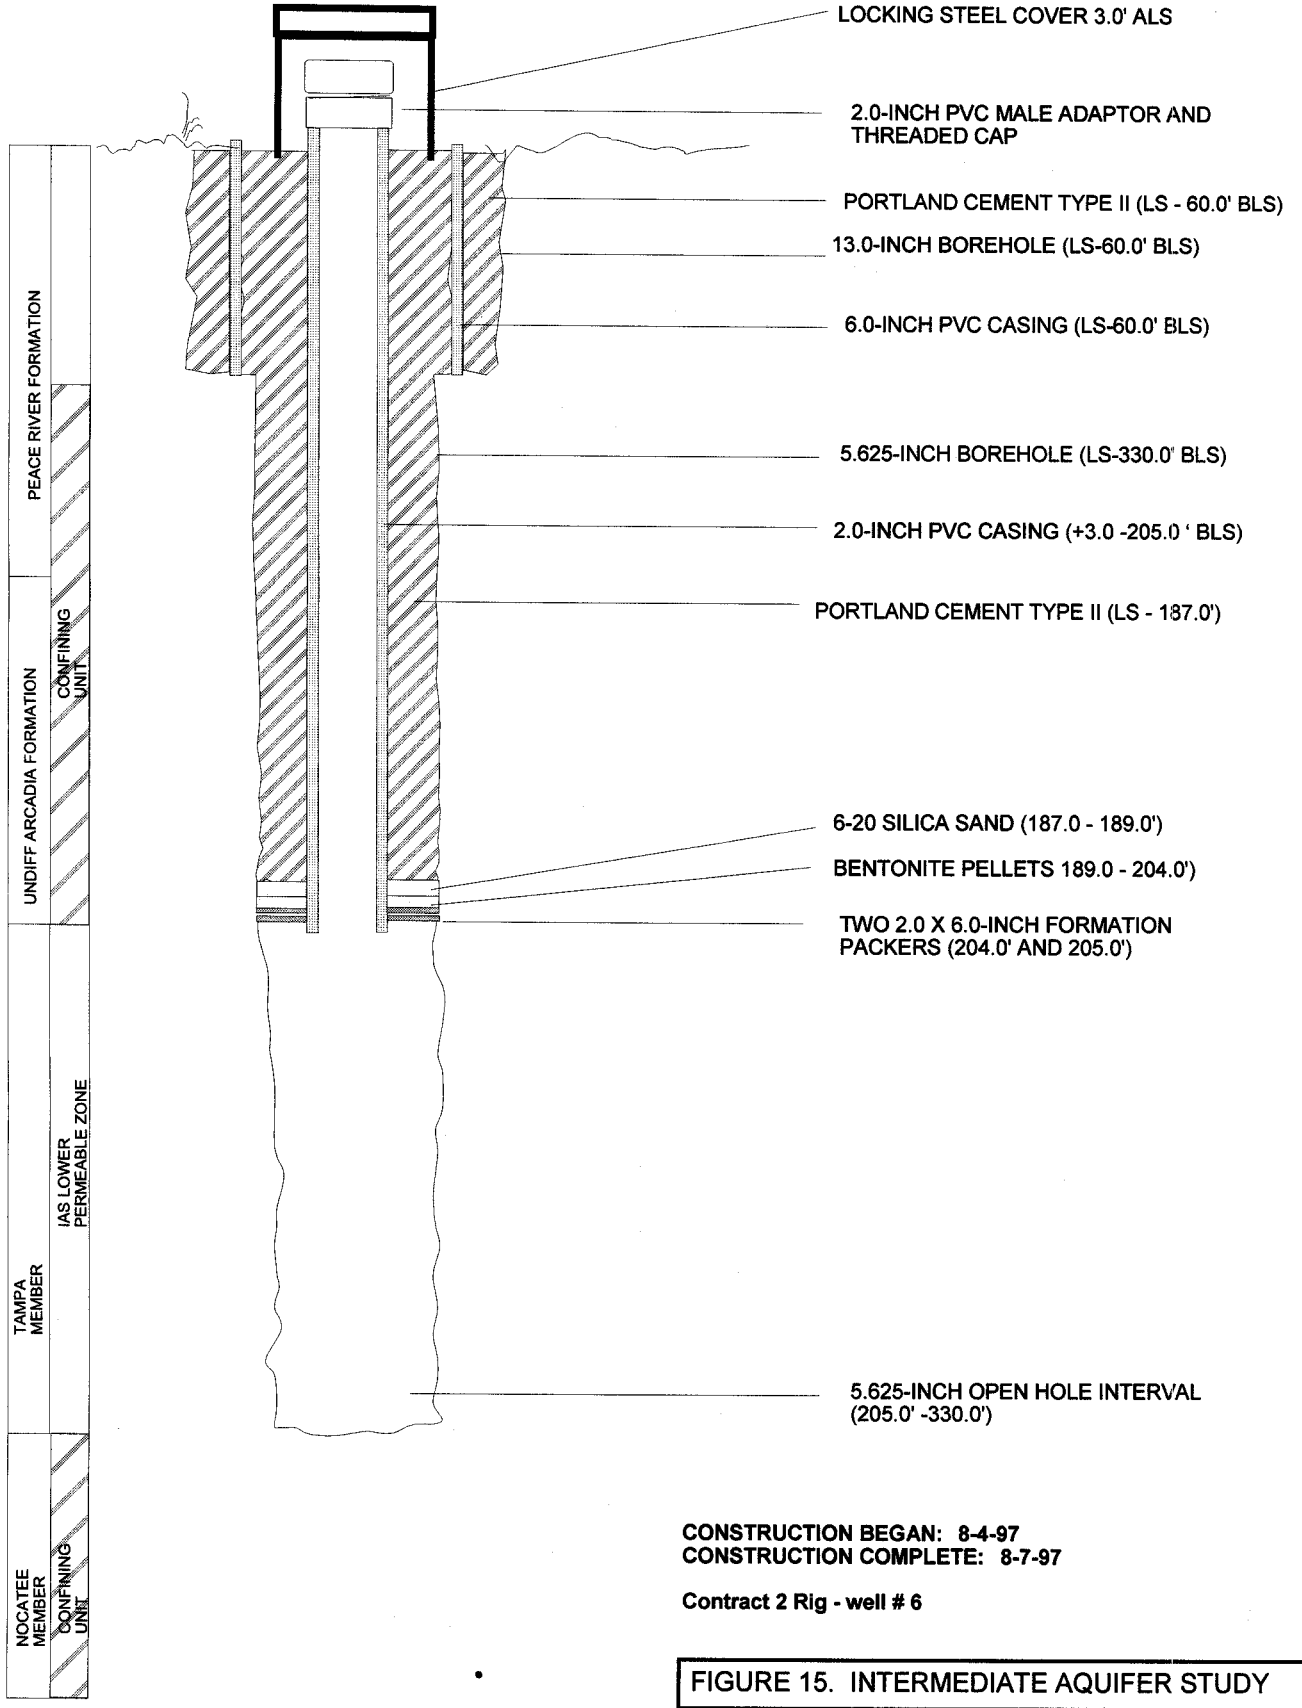 LOCKING STEEL COVER 3.0' ALS
2.0-INCH PVC MALE ADAPTOR AND
THREADED CAP
PORTLAND CEMENT TYPE II (LS - 60.0' BLS)
13.0-INCH BOREHOLE (LS-60.0' BLS)
6.0-INCH PVC CASING (LS-60.0' BLS)
5.625-INCH BOREHOLE (LS-330.0' BLS)
2.0-INCH PVC CASING (+3.0 -205.0 ' BLS)
PORTLAND CEMENT TYPE II (LS - 187.0')
6-20 SILICA SAND (187.0 - 189.0')
BENTONITE PELLETS 189.0 - 204.0')
TWO 2.0 X 6.0-INCH FORMATION
PACKERS (204.0' AND 205.0')
5.625-INCH OPEN HOLE INTERVAL
(205.0' -330.0')
PEACE RIVER FORMATION
UNDIFF ARCADIA FORMATION
CONFINING
UNIT
TAMPA
MEMBER
IAS LOWER
PERMEABLE ZONE
NOCATEE
MEMBER
CONFINING
UNIT
CONSTRUCTION BEGAN: 8-4-97
CONSTRUCTION COMPLETE: 8-7-97
Contract 2 Rig - well # 6
FIGURE 15. INTERMEDIATE AQUIFER STUDY